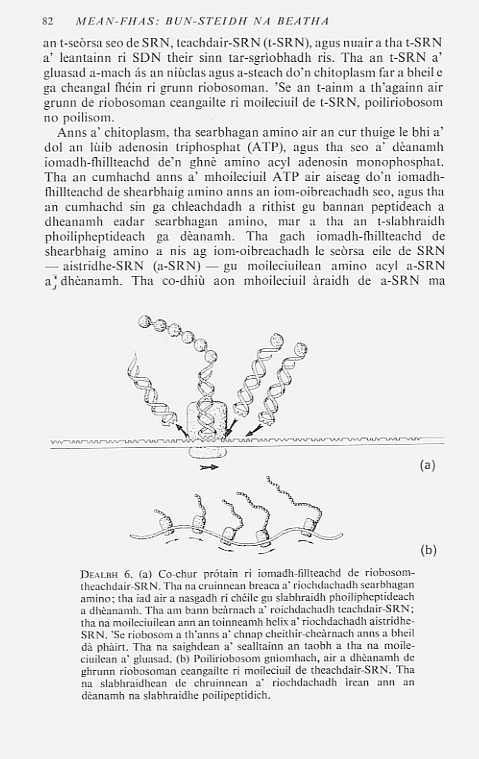 82 MEAN-FHAS: BUN-STEIDH NA BEATHA
an t-seòrsa seo de SRN, teachdair-SRN (t-SRN), agus nuair a tha t-SRN
a' leantainn ri SDN their sinn tar-sgrìobhadh ris. Tha an t-SRN a'
gluasad a-mach ás an niùclas agus a-steach do'n chitoplasm far a bheil e
ga cheangal fhéin ri grunn riobosoman. 'Se an t-ainm a th'again air
grunn de riobosoman ceangailte ri moileciuil de t-SRN, poiliriobosom
no poilisom.
Anns a' chitoplasm, tha searbhagan amino air an cur thuige le bhi a'
dol an lùib adenosin triphosphat (ATP), agus tha seo a' dèanamh
iomadh-fhillteachd de'n ghnè amino acyl adenosin monophosphat.
Tha an cumhachd anns a' mhoileciuil ATP air aiseag do'n iomadh-
fhillteachd de shearbhaig amino anns an iom-oibreachadh seo, agus tha
an cumhachd sin ga chleachdadh a rithist gu bannan peptideach a
dheanamh eadar searbhagan amino, mar a tha an t-slabhraidh
phoilipheptideach ga dèanamh. Tha gach iomadh-fhillteachd de
shearbhaig amino a nis ag iom-oibreachadh le seòrsa eile de SRN
— aistridhe-SRN (a-SRN) — gu moileciuilean amino acyl a-SRN
a' dhèanamh. Tha co-dhiù aon mhoileciuil àraidh de a-SRN ma
(a)
(b)
DEALBH 6. (a) Co-chur prótain ri iomadh-fillteachd de riobosom-
theachdair-SRN. Tha na cruinnean breaca a' riochdachadh searbhagan
amino; tha iad air a nasgadh ri chéile gu slabhraidh phoilipheptideach
a dhèanamh. Tha am bann beàrnach a' roichdachadh teachdair-SRN;
tha na moileciuilean ann an toinneamh helix a' riochdachadh aistridhe-
SRN. 'Se riobosom a th'anns a' chnap cheithir-cheàrnach anns a bheil
dà phàirt. Tha na saighdean a' sealltainn an taobh a tha na moile-
ciuilean a' gluasad. (b) Poiliriobosom gnìomhach, air a dhèanamh de
ghrunn riobosoman ceangailte ri moileciuil de theachdair-SRN. Tha
na slabhraidhean de chruinnean a' riochdachadh ìrean ann an
dèanamh na slabhraidhe poilipeptidich.